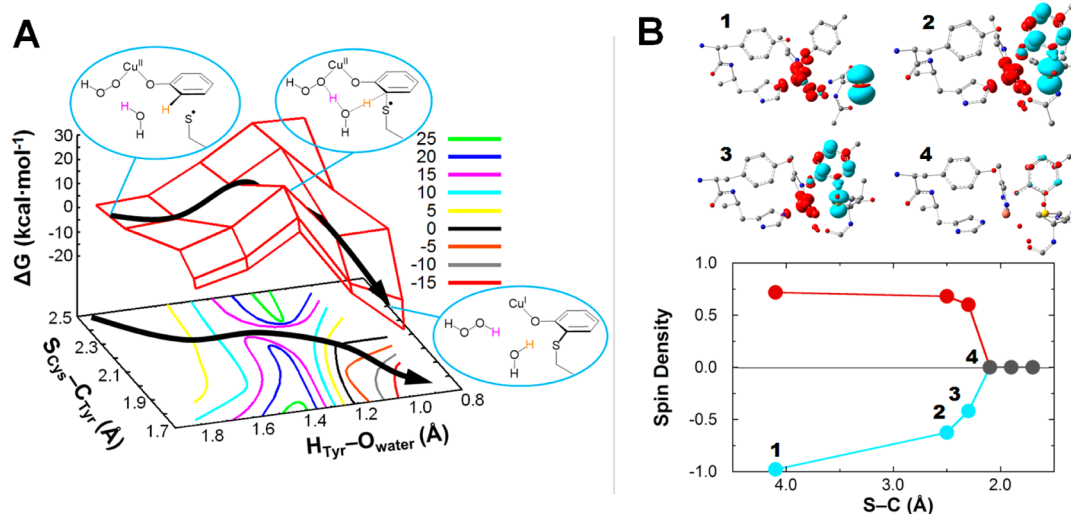 A
Cu^II
H O O O
H O H H
S•
Cu^II
H O O O
H H
O H S•
ΔG (kcal·mol⁻¹)
30
20
10
0
-10
-20
25
20
15
10
5
0
-5
-10
-15
Cu^I
O O H O
O H H S
2.5
2.3
2.1
1.9
1.7
S_Cys–C_Tyr (Å)
1.8
1.6
1.4
1.2
1.0
0.8
H_Tyr–O_water (Å)
B
1
2
3
4
Spin Density
1.0
0.5
0.0
-0.5
-1.0
1
2
3
4
4.0
3.0
2.0
S–C (Å)